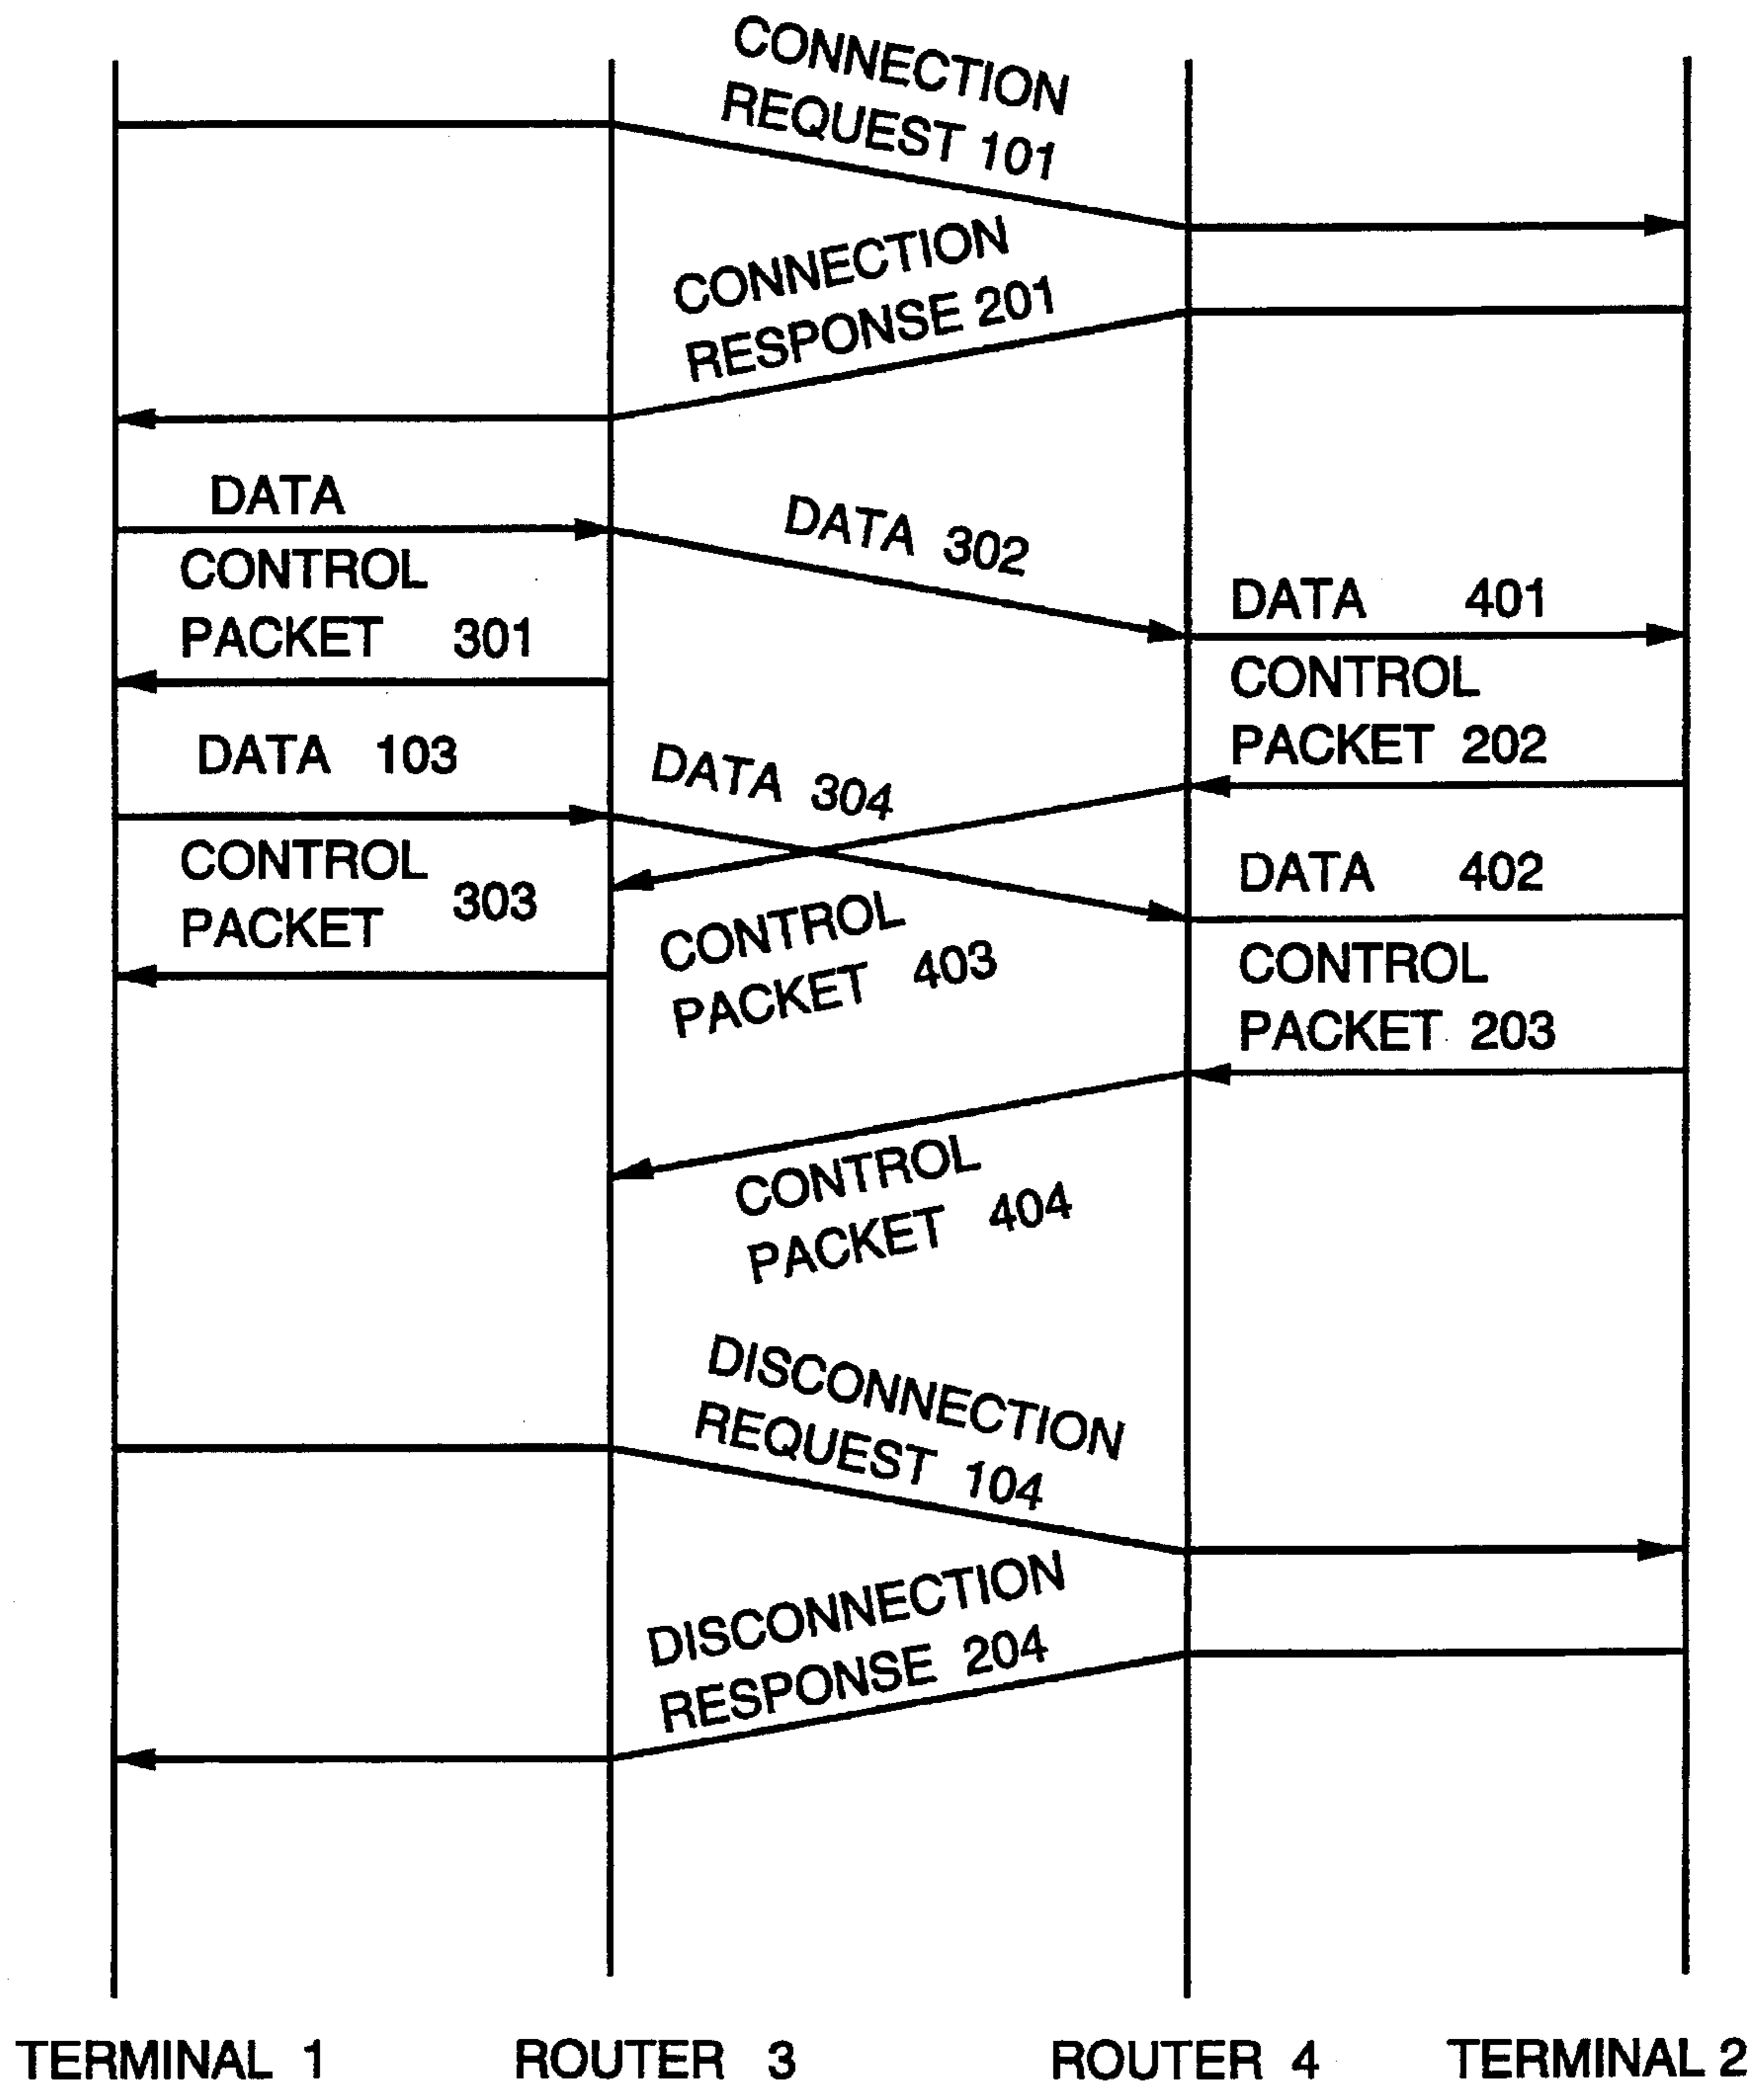 CONNECTION
REQUEST 101
CONNECTION
RESPONSE 201
DATA
DATA 302
CONTROL
PACKET 301
DATA 401
CONTROL
PACKET 202
DATA 103
DATA 304
CONTROL
PACKET 303
DATA 402
CONTROL
PACKET 403
CONTROL
PACKET 203
CONTROL
PACKET 404
DISCONNECTION
REQUEST 104
DISCONNECTION
RESPONSE 204
TERMINAL 1 ROUTER 3 ROUTER 4 TERMINAL 2